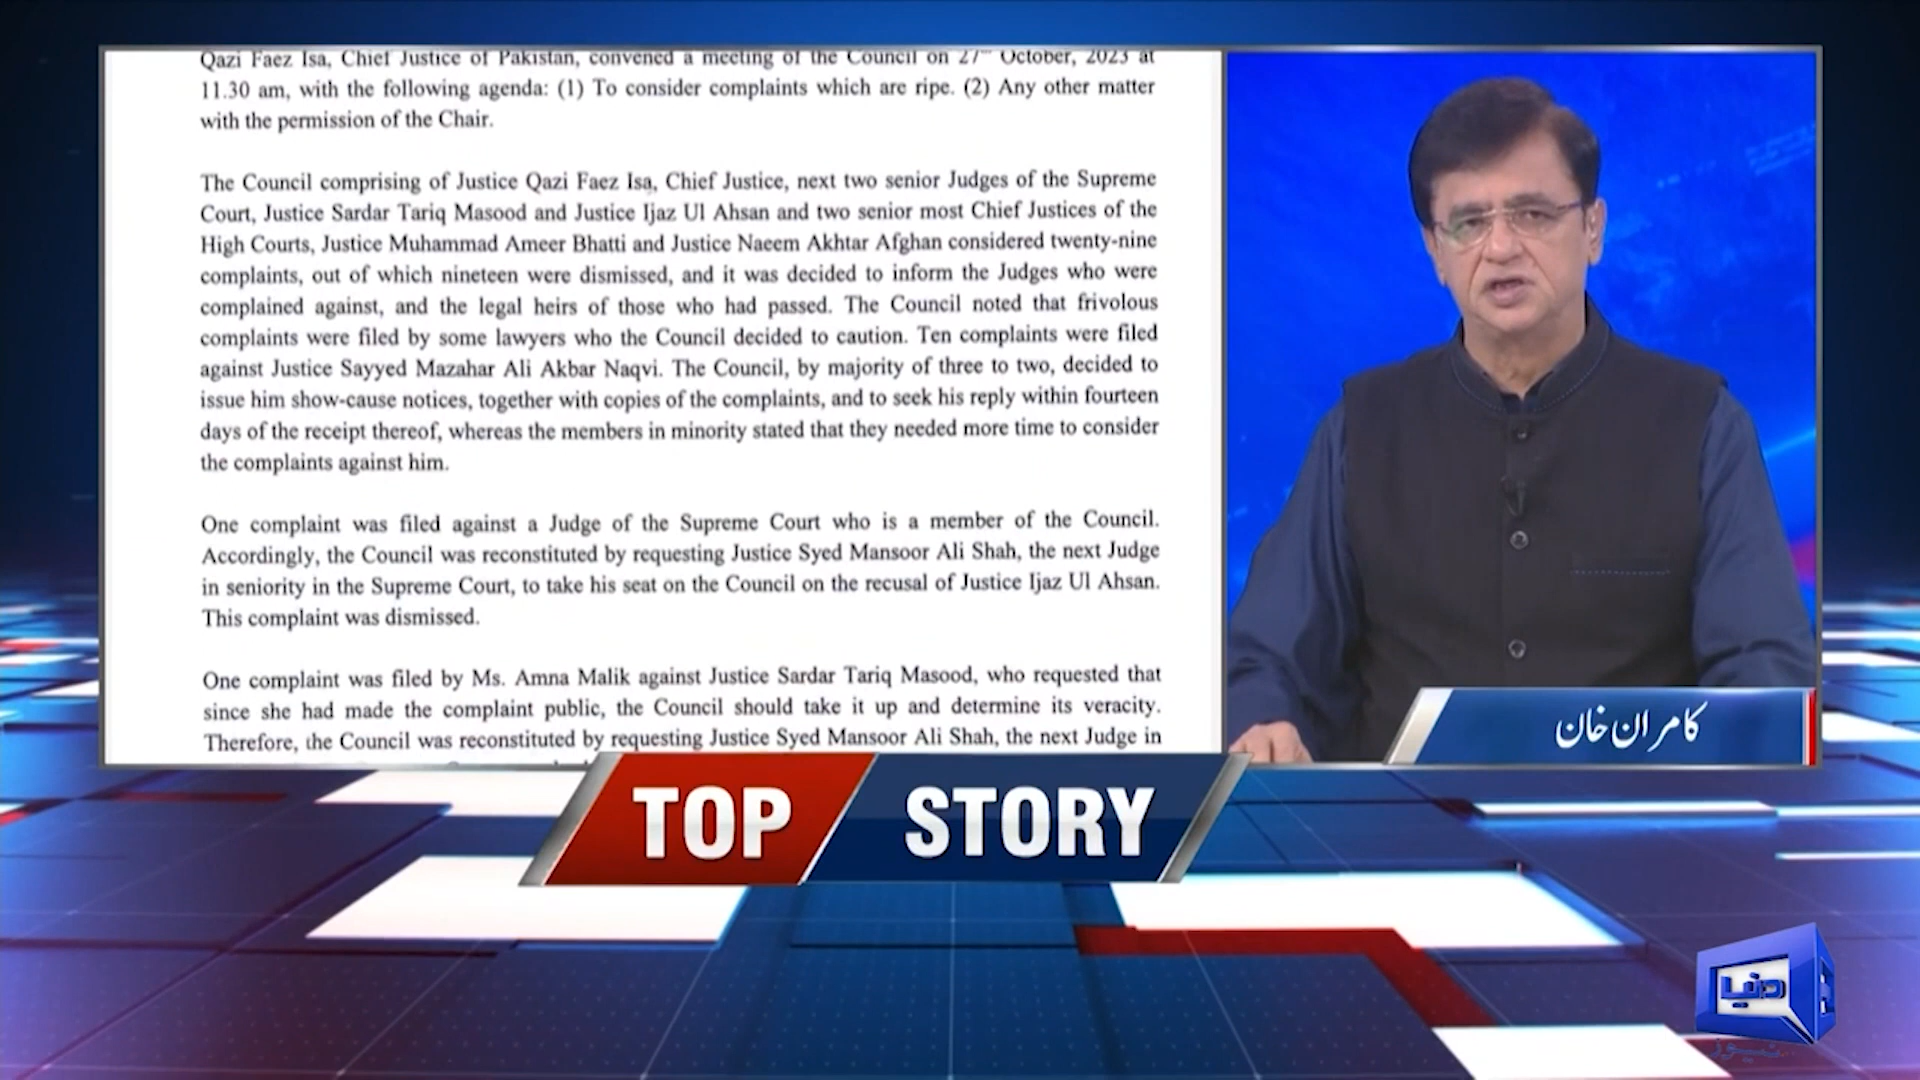 Qazi Faez Isa, Chief Justice of Pakistan, convened a meeting of the Council on 27th October, 2023 at
11.30 am, with the following agenda: (1) To consider complaints which are ripe. (2) Any other matter
with the permission of the Chair.
The Council comprising of Justice Qazi Faez Isa, Chief Justice, next two senior Judges of the Supreme
Court, Justice Sardar Tariq Masood and Justice Ijaz Ul Ahsan and two senior most Chief Justices of the
High Courts, Justice Muhammad Ameer Bhatti and Justice Naeem Akhtar Afghan considered twenty-nine
complaints, out of which nineteen were dismissed, and it was decided to inform the Judges who were
complained against, and the legal heirs of those who had passed. The Council noted that frivolous
complaints were filed by some lawyers who the Council decided to caution. Ten complaints were filed
against Justice Sayyed Mazahar Ali Akbar Naqvi. The Council, by majority of three to two, decided to
issue him show-cause notices, together with copies of the complaints, and to seek his reply within fourteen
days of the receipt thereof, whereas the members in minority stated that they needed more time to consider
the complaints against him.
One complaint was filed against a Judge of the Supreme Court who is a member of the Council.
Accordingly, the Council was reconstituted by requesting Justice Syed Mansoor Ali Shah, the next Judge
in seniority in the Supreme Court, to take his seat on the Council on the recusal of Justice Ijaz Ul Ahsan.
This complaint was dismissed.
One complaint was filed by Ms. Amna Malik against Justice Sardar Tariq Masood, who requested that
since she had made the complaint public, the Council should take it up and determine its veracity.
Therefore, the Council was reconstituted by requesting Justice Syed Mansoor Ali Shah, the next Judge in
کامران خان
TOP STORY
دنیا
نیوز